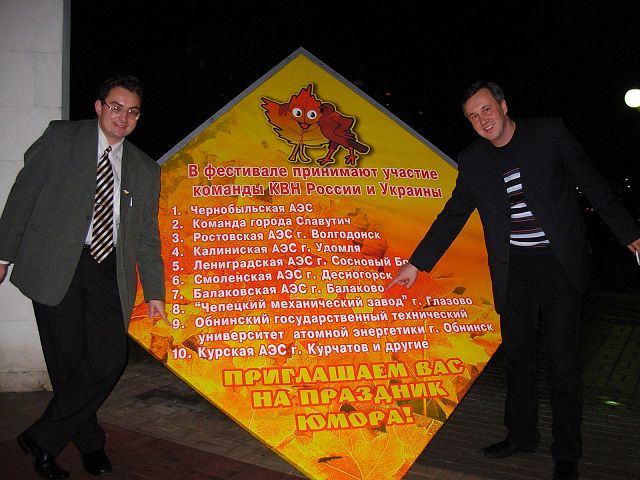 В фестивале принимают участие
команды КВН России и Украины
1. Чернобыльская АЭС
2. Команда города Славутич
3. Ростовская АЭС г. Волгодонск
4. Калиниская АЭС г. Удомля
5. Ленинградская АЭС г. Сосновый
6. Смоленская АЭС г. Десногорск
7. Балаковская АЭС г. Балаково
8. "Чепецкий механический завод" г. Глазово
9. Обнинский государственный технический
университет атомной энергетики г. Обнинск
10. Курская АЭС г. Курчатов и другие
ПРИГЛАШАЕМ ВАС
НА ПРАЗДНИК
ЮМОРА!